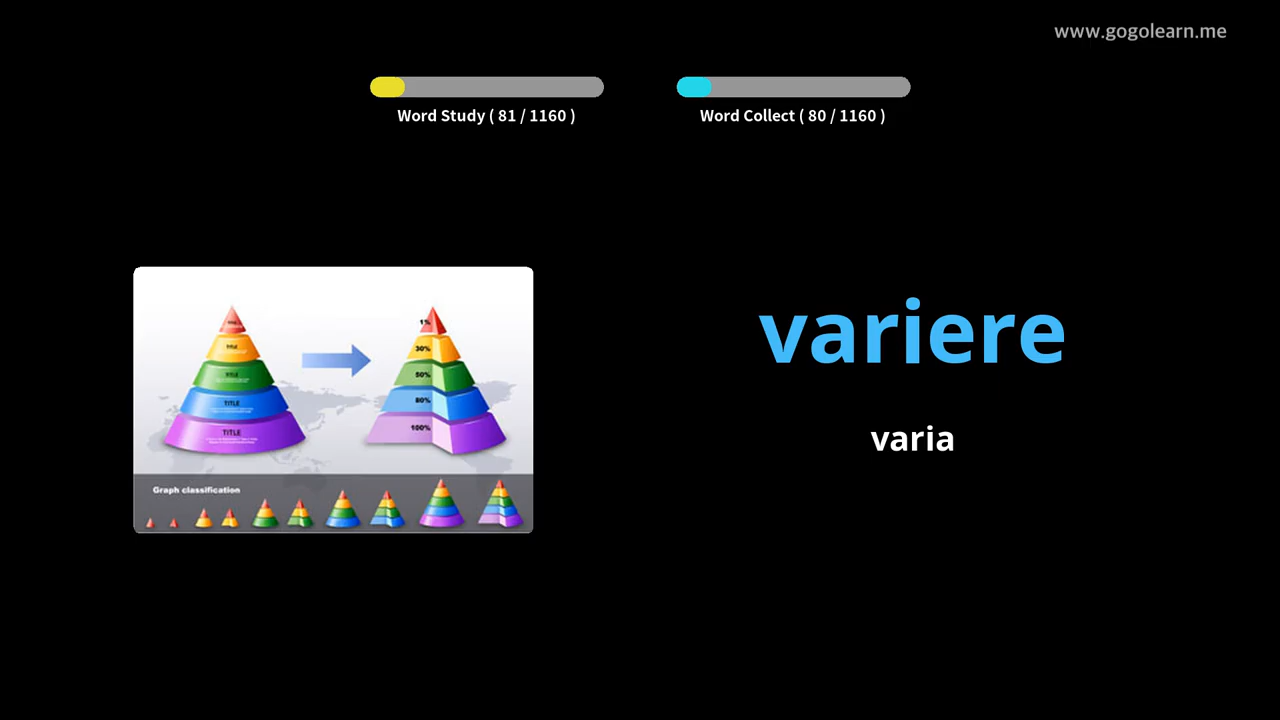 www.gogolearn.me
Word Study ( 81 / 1160 )
Word Collect ( 80 / 1160 )
variere
varia
TITLE
TITLE
TITLE
1%
30%
50%
80%
100%
Graph classification